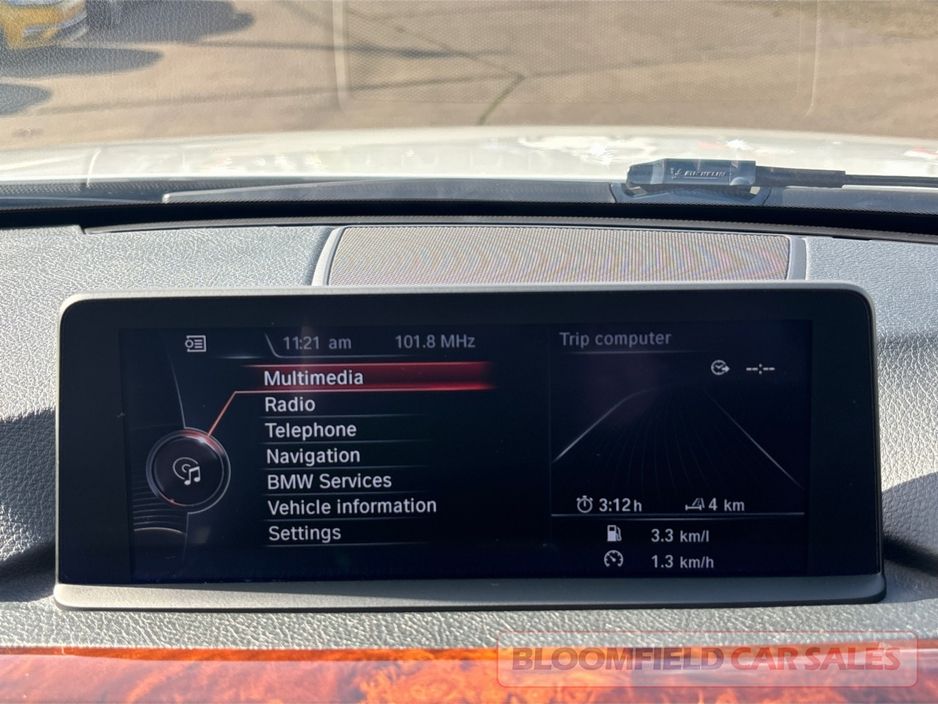 MICHELIN
11:21 am 101.8 MHz
Trip computer
--:--
Multimedia
Radio
Telephone
Navigation
BMW Services
Vehicle information
Settings
3:12 h 4 km
3.3 km/l
1.3 km/h
BLOOMFIELD CAR SALES